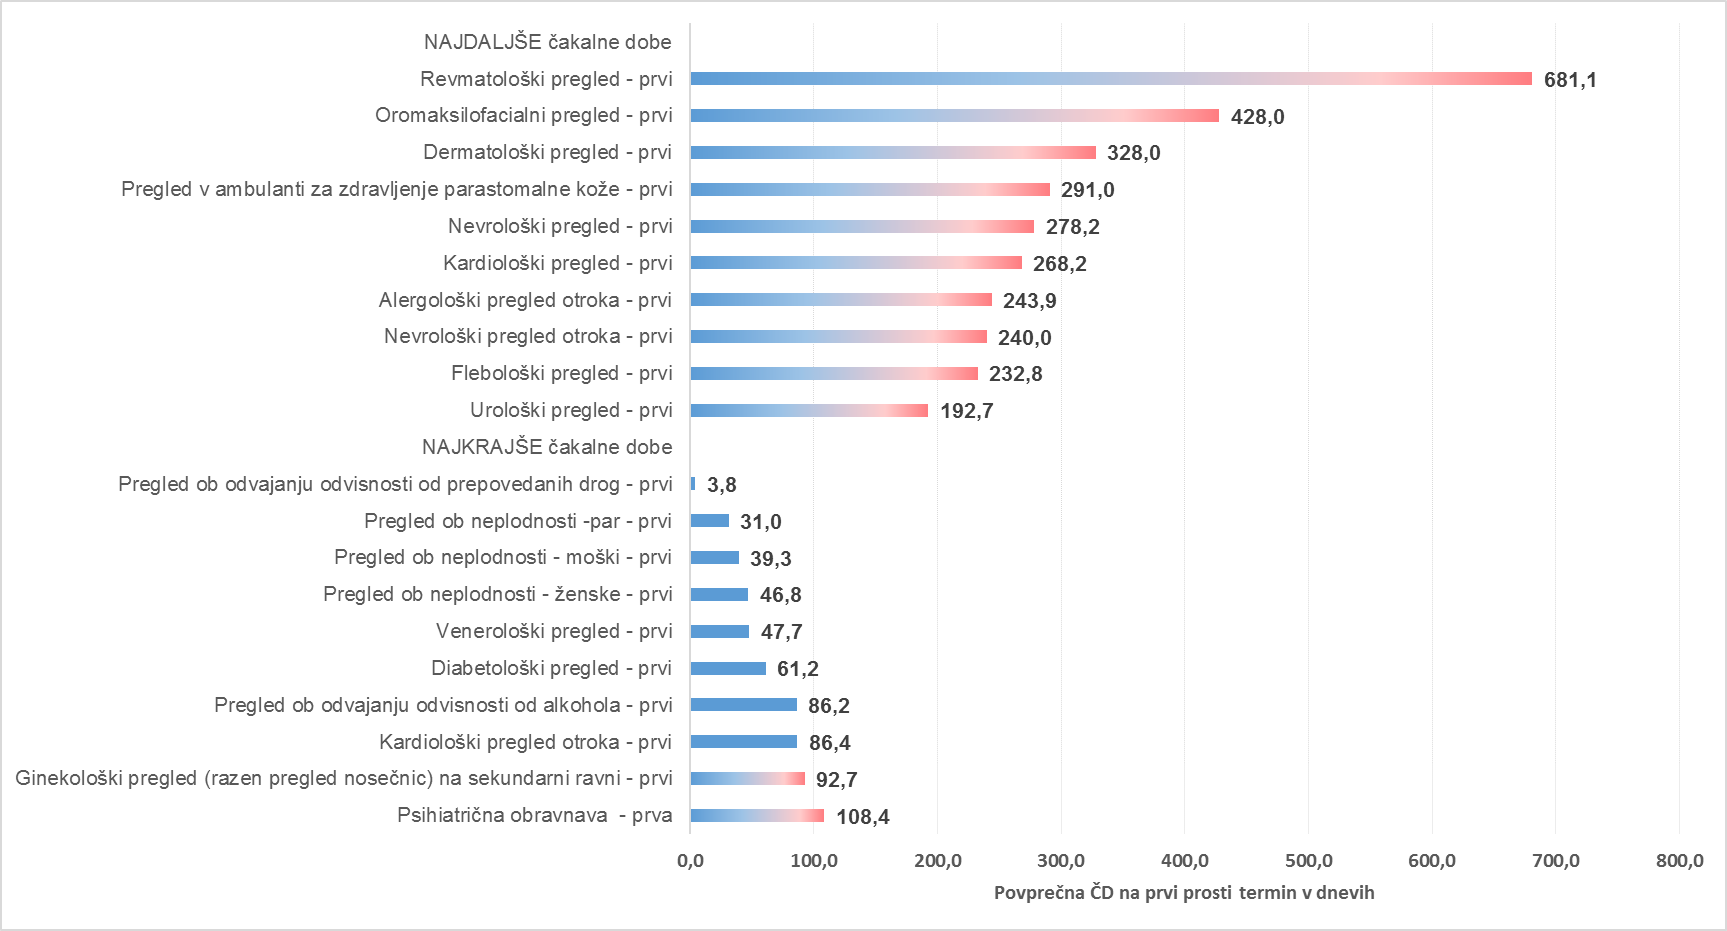 NAJDALJŠE čakalne dobe
Revmatološki pregled - prvi 681,1
Oromaksilofacialni pregled - prvi 428,0
Dermatološki pregled - prvi 328,0
Pregled v ambulanti za zdravljenje parastomalne kože - prvi 291,0
Nevrološki pregled - prvi 278,2
Kardiološki pregled - prvi 268,2
Alergološki pregled otroka - prvi 243,9
Nevrološki pregled otroka - prvi 240,0
Flebološki pregled - prvi 232,8
Urološki pregled - prvi 192,7
NAJKRAJŠE čakalne dobe
Pregled ob odvajanju odvisnosti od prepovedanih drog - prvi 3,8
Pregled ob neplodnosti -par - prvi 31,0
Pregled ob neplodnosti - moški - prvi 39,3
Pregled ob neplodnosti - ženske - prvi 46,8
Venerološki pregled - prvi 47,7
Diabetološki pregled - prvi 61,2
Pregled ob odvajanju odvisnosti od alkohola - prvi 86,2
Kardiološki pregled otroka - prvi 86,4
Ginekološki pregled (razen pregled nosečnic) na sekundarni ravni - prvi 92,7
Psihiatrična obravnava  - prva 108,4
0,0 100,0 200,0 300,0 400,0 500,0 600,0 700,0 800,0
Povprečna ČD na prvi prosti termin v dnevih